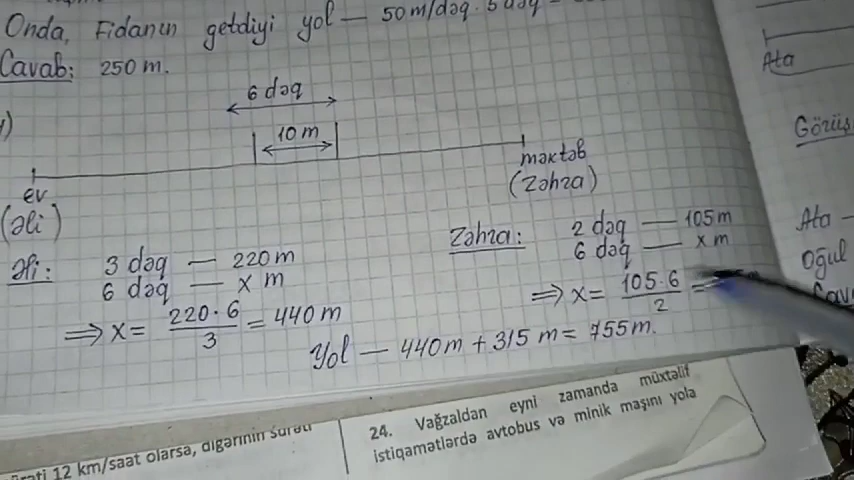 Onda, Fidanın getdiyi yol — 50 m/dəq · 5 dəq
Cavab: 250 m.
6 dəq
10 m
ev
(Əli)
məktəb
(Zəhra)
Əli: 3 dəq — 220 m
6 dəq — x m
⟹ x = 220·6/3 = 440 m
Zəhra: 2 dəq — 105 m
6 dəq — x m
⟹ x = 105·6/2 =
Yol — 440 m + 315 m = 755 m.
Ata
Görüş
Ata —
Oğul
12 km/saat olarsa, digərinin sürəti
24. Vağzaldan eyni zamanda müxtəlif
istiqamətlərdə avtobus və minik maşını yola